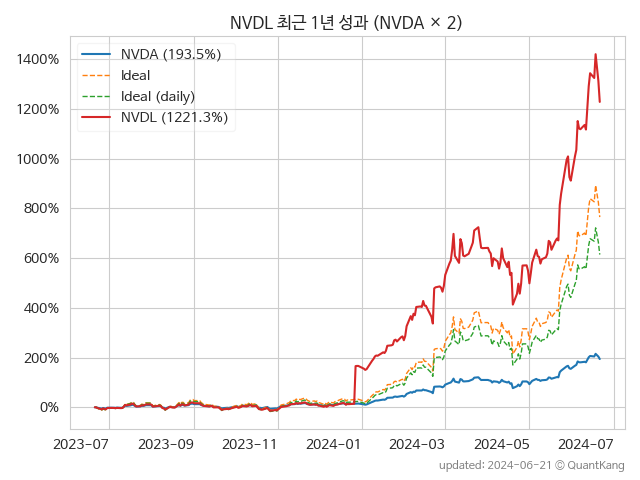 NVDL 최근 1년 성과 (NVDA × 2)
NVDA (193.5%)
Ideal
Ideal (daily)
NVDL (1221.3%)
1400%
1200%
1000%
800%
600%
400%
200%
0%
2023-07 2023-09 2023-11 2024-01 2024-03 2024-05 2024-07
updated: 2024-06-21 © QuantKang